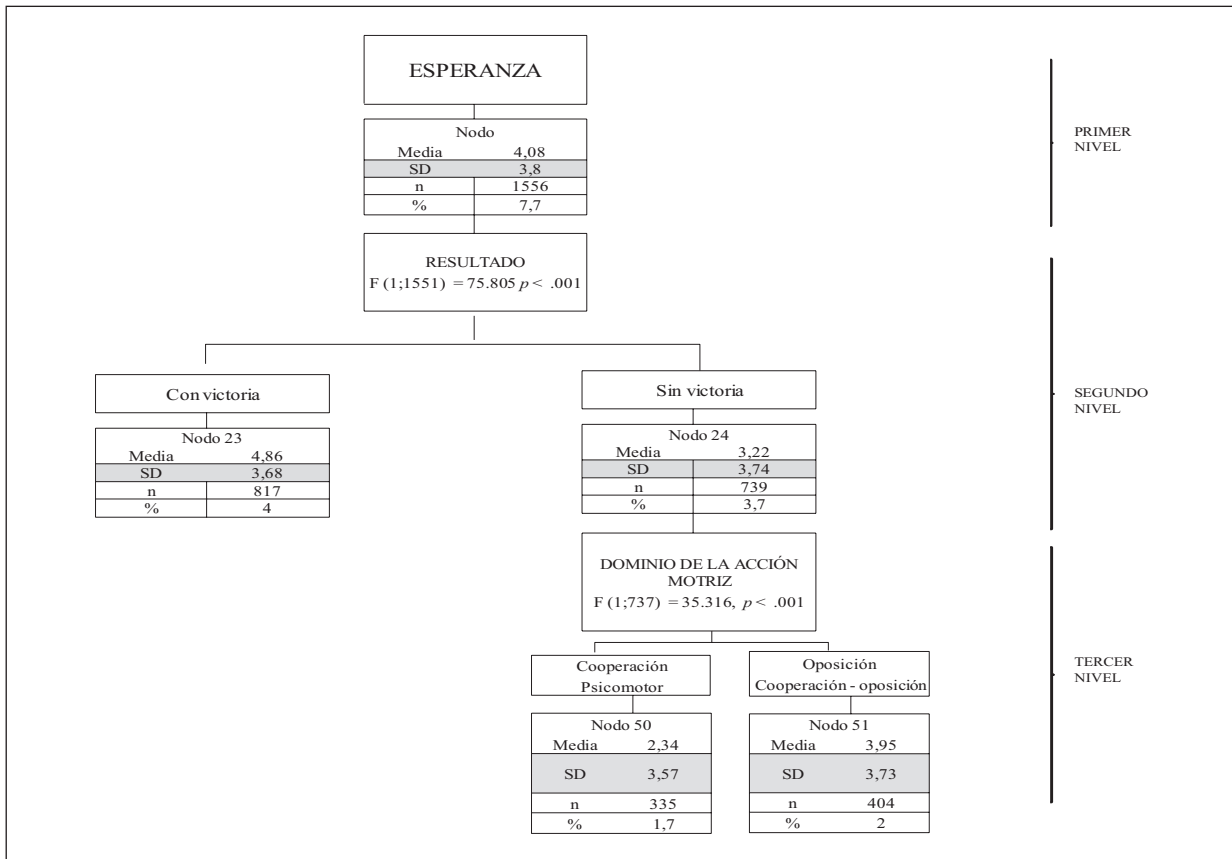 ESPERANZA
Nodo
Media 4,08
SD 3,8
n 1556
% 7,7
PRIMER
NIVEL
RESULTADO
F (1;1551) = 75.805 p < .001
Con victoria
Nodo 23
Media 4,86
SD 3,68
n 817
% 4
Sin victoria
Nodo 24
Media 3,22
SD 3,74
n 739
% 3,7
SEGUNDO
NIVEL
DOMINIO DE LA ACCIÓN
MOTRIZ
F (1;737) = 35.316, p < .001
Cooperación
Psicomotor
Nodo 50
Media 2,34
SD 3,57
n 335
% 1,7
Oposición
Cooperación - oposición
Nodo 51
Media 3,95
SD 3,73
n 404
% 2
TERCER
NIVEL